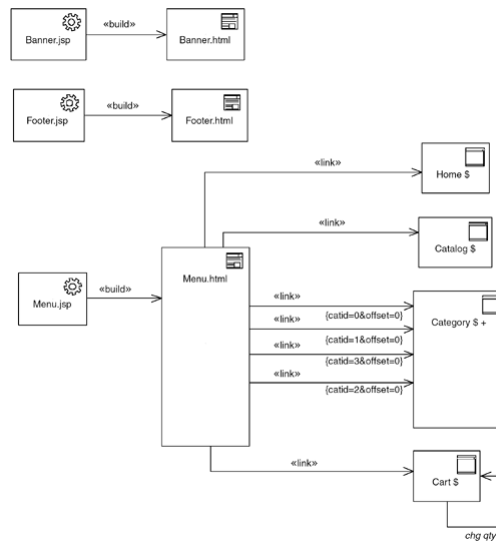 «build»
Banner.jsp
Banner.html
«build»
Footer.jsp
Footer.html
«link»
Home $
«link»
Catalog $
Menu.html
«build»
Menu.jsp
«link»
{catid=0&offset=0}
«link»
Category $ +
{catid=1&offset=0}
«link»
{catid=3&offset=0}
«link»
{catid=2&offset=0}
«link»
Cart $
chg qty